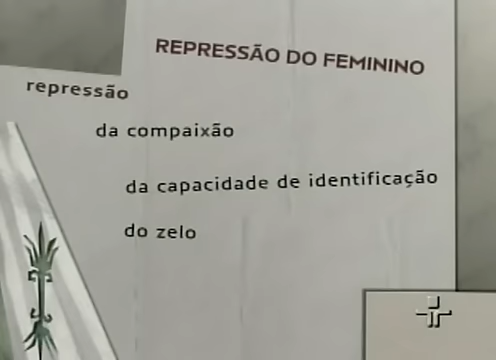 REPRESSÃO DO FEMININO
repressão
da compaixão
da capacidade de identificação
do zelo